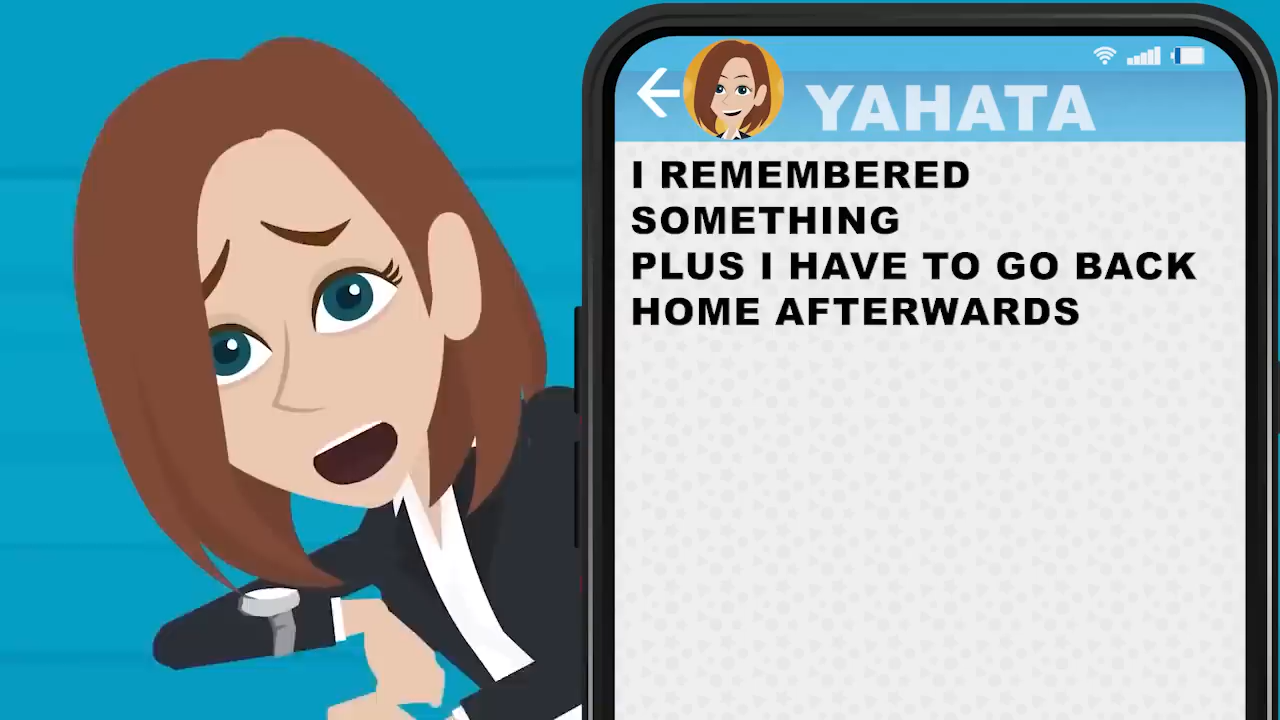 YAHATA
I REMEMBERED
SOMETHING
PLUS I HAVE TO GO BACK
HOME AFTERWARDS